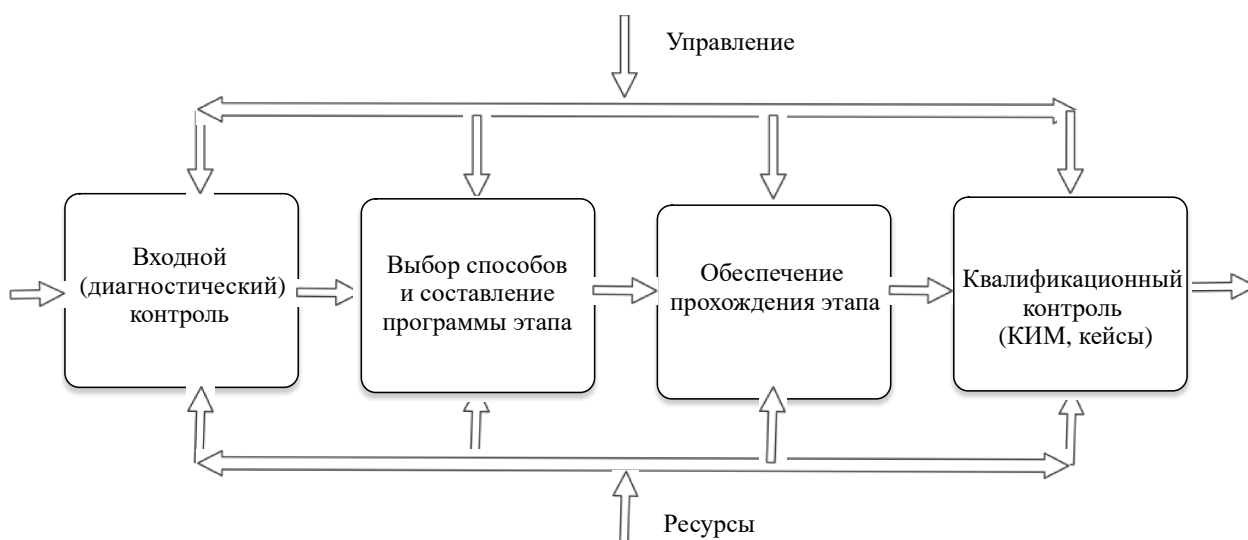 Управление
Входной
(диагностический)
контроль
Выбор способов
и составление
программы этапа
Обеспечение
прохождения этапа
Квалификационный
контроль
(КИМ, кейсы)
Ресурсы